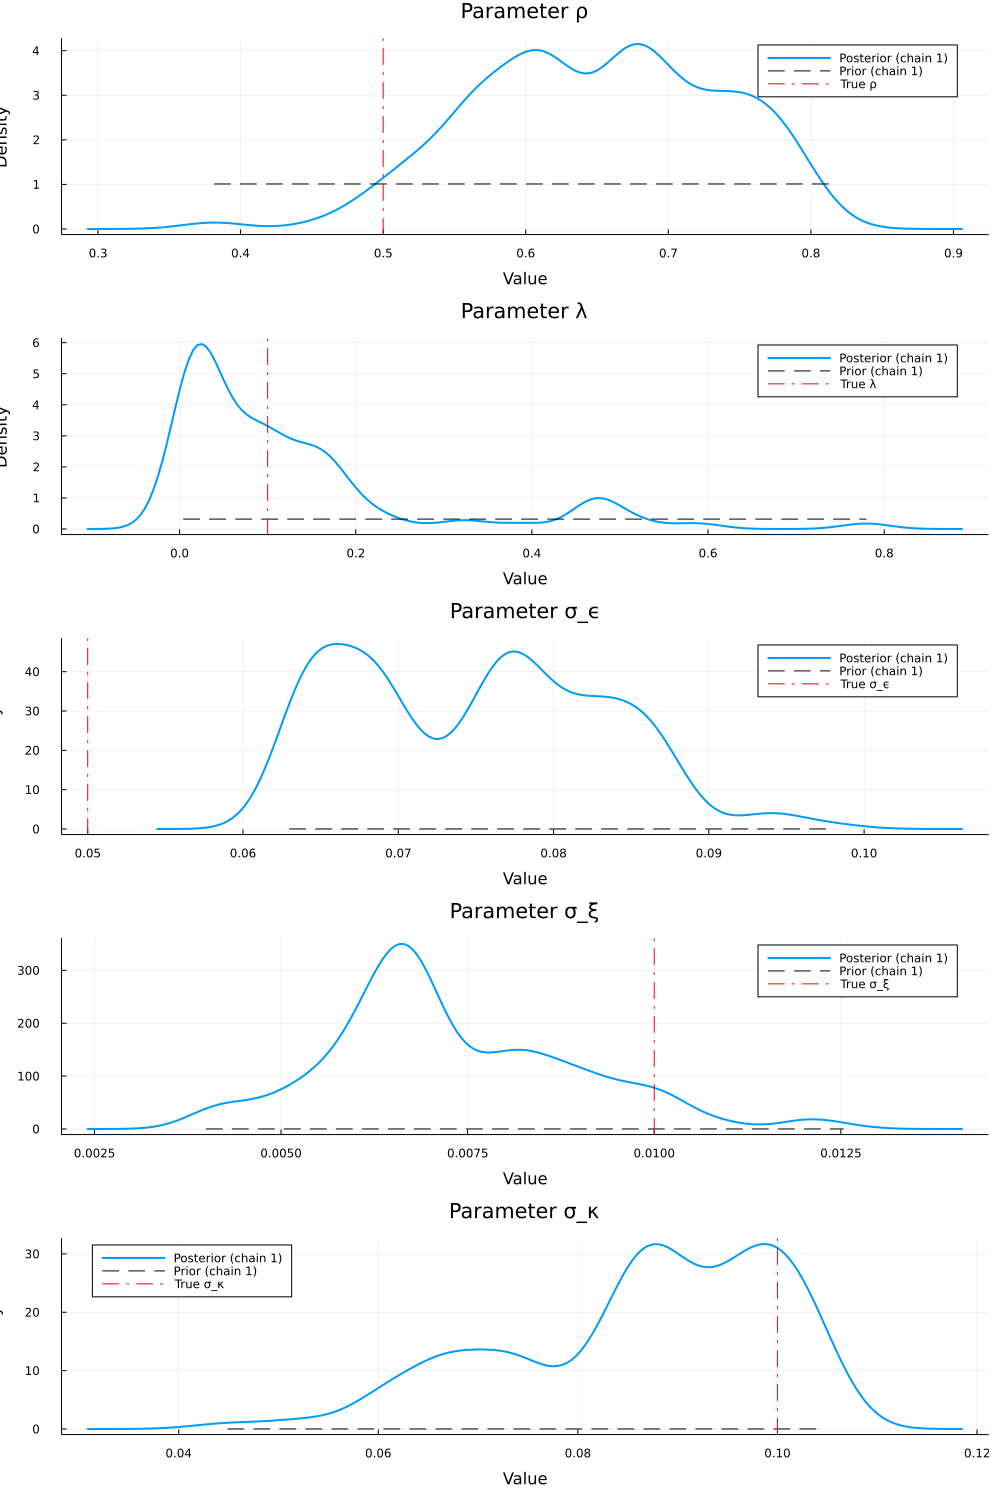 Parameter ρ
Density
4
3
2
1
0
Posterior (chain 1)
Prior (chain 1)
True ρ
0.3 0.4 0.5 0.6 0.7 0.8 0.9
Value
Parameter λ
Density
6
5
4
3
2
1
0
Posterior (chain 1)
Prior (chain 1)
True λ
0.0 0.2 0.4 0.6 0.8
Value
Parameter σ_ϵ
40
30
20
10
0
Posterior (chain 1)
Prior (chain 1)
True σ_ϵ
0.05 0.06 0.07 0.08 0.09 0.10
Value
Parameter σ_ξ
300
200
100
0
Posterior (chain 1)
Prior (chain 1)
True σ_ξ
0.0025 0.0050 0.0075 0.0100 0.0125
Value
Parameter σ_κ
30
20
10
0
Posterior (chain 1)
Prior (chain 1)
True σ_κ
0.04 0.06 0.08 0.10 0.12
Value